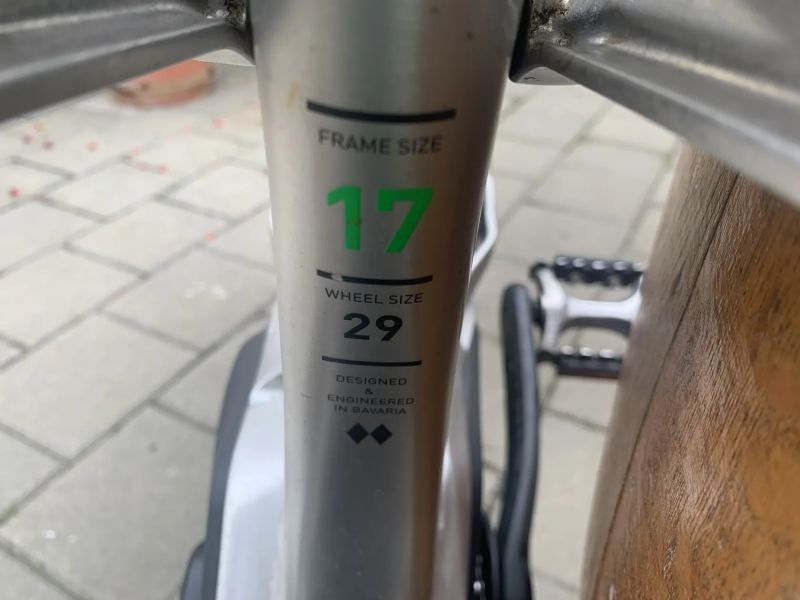 FRAME SIZE
17
WHEEL SIZE
29
DESIGNED
&
ENGINEERED
IN BAVARIA